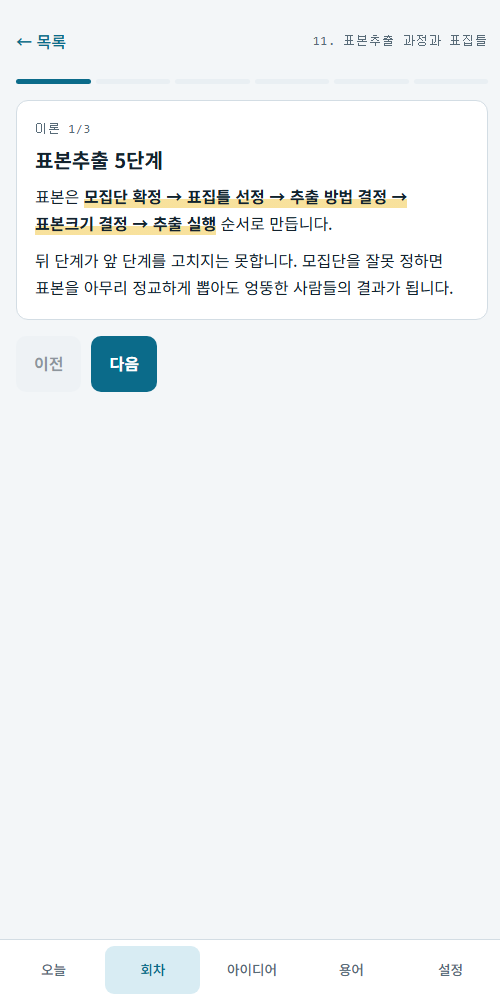 ← 목록
11. 표본추출 과정과 표집틀
이론 1/3
표본추출 5단계
표본은 모집단 확정 → 표집틀 선정 → 추출 방법 결정 →
표본크기 결정 → 추출 실행 순서로 만듭니다.
뒤 단계가 앞 단계를 고치지는 못합니다. 모집단을 잘못 정하면
표본을 아무리 정교하게 뽑아도 엉뚱한 사람들의 결과가 됩니다.
이전 다음
오늘 회차 아이디어 용어 설정